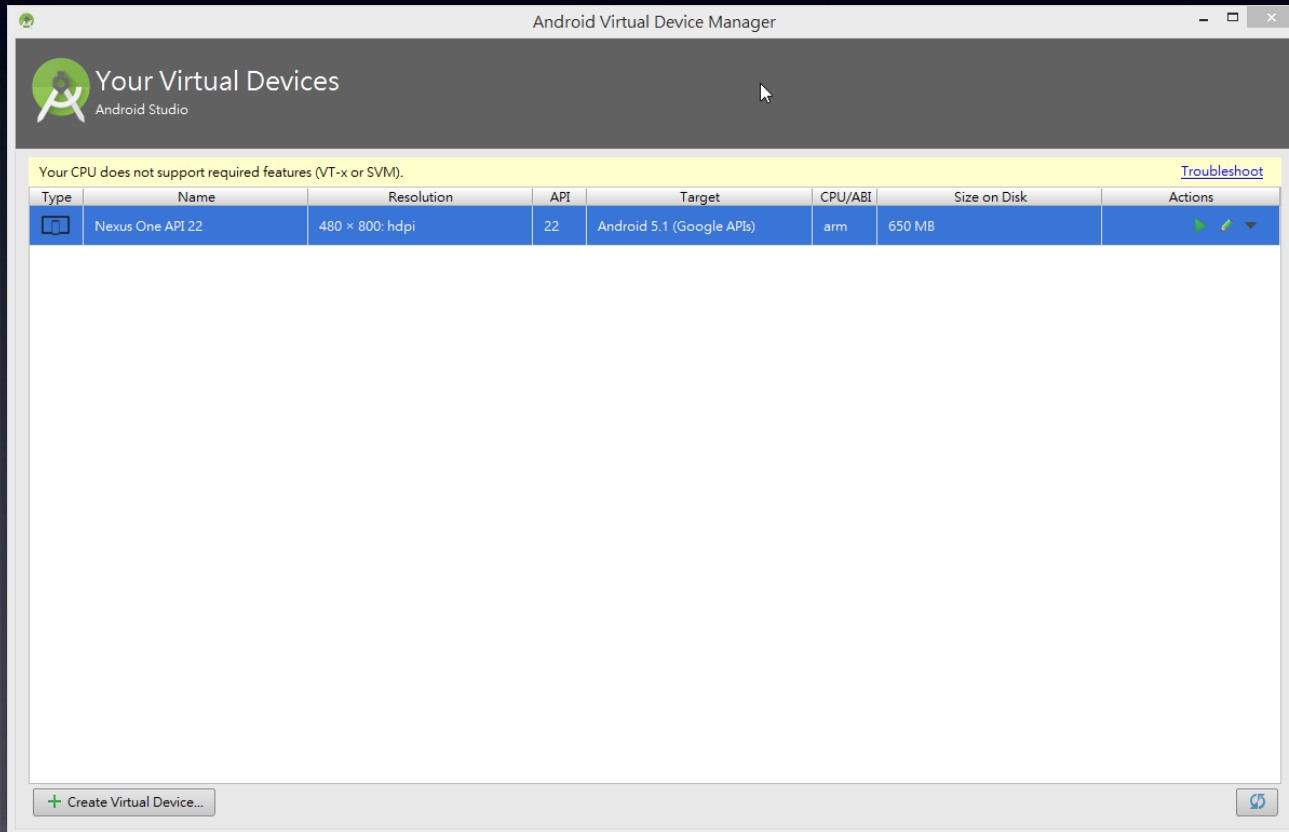 Android Virtual Device Manager
Your Virtual Devices
Android Studio
Your CPU does not support required features (VT-x or SVM). Troubleshoot
Type Name Resolution API Target CPU/ABI Size on Disk Actions
Nexus One API 22 480 × 800: hdpi 22 Android 5.1 (Google APIs) arm 650 MB
Create Virtual Device...